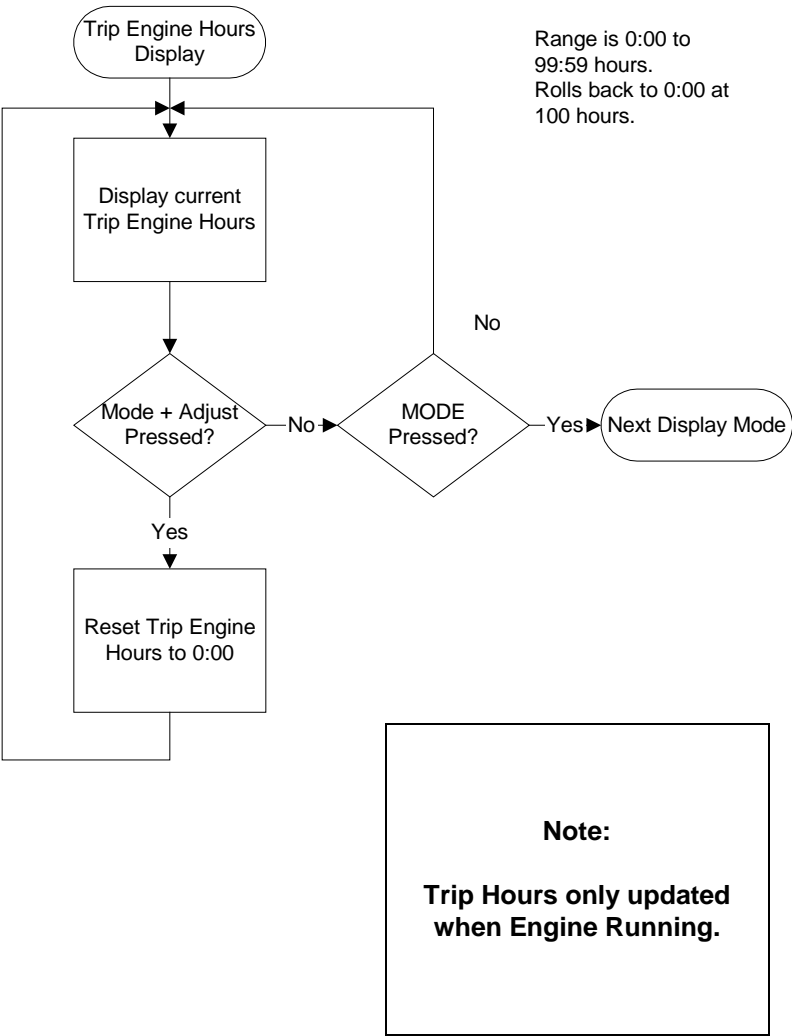 Trip Engine Hours
Display
Range is 0:00 to
99:59 hours.
Rolls back to 0:00 at
100 hours.
Display current
Trip Engine Hours
No
Mode + Adjust
Pressed?
No
MODE
Pressed?
Yes
Next Display Mode
Yes
Reset Trip Engine
Hours to 0:00
Note:
Trip Hours only updated
when Engine Running.